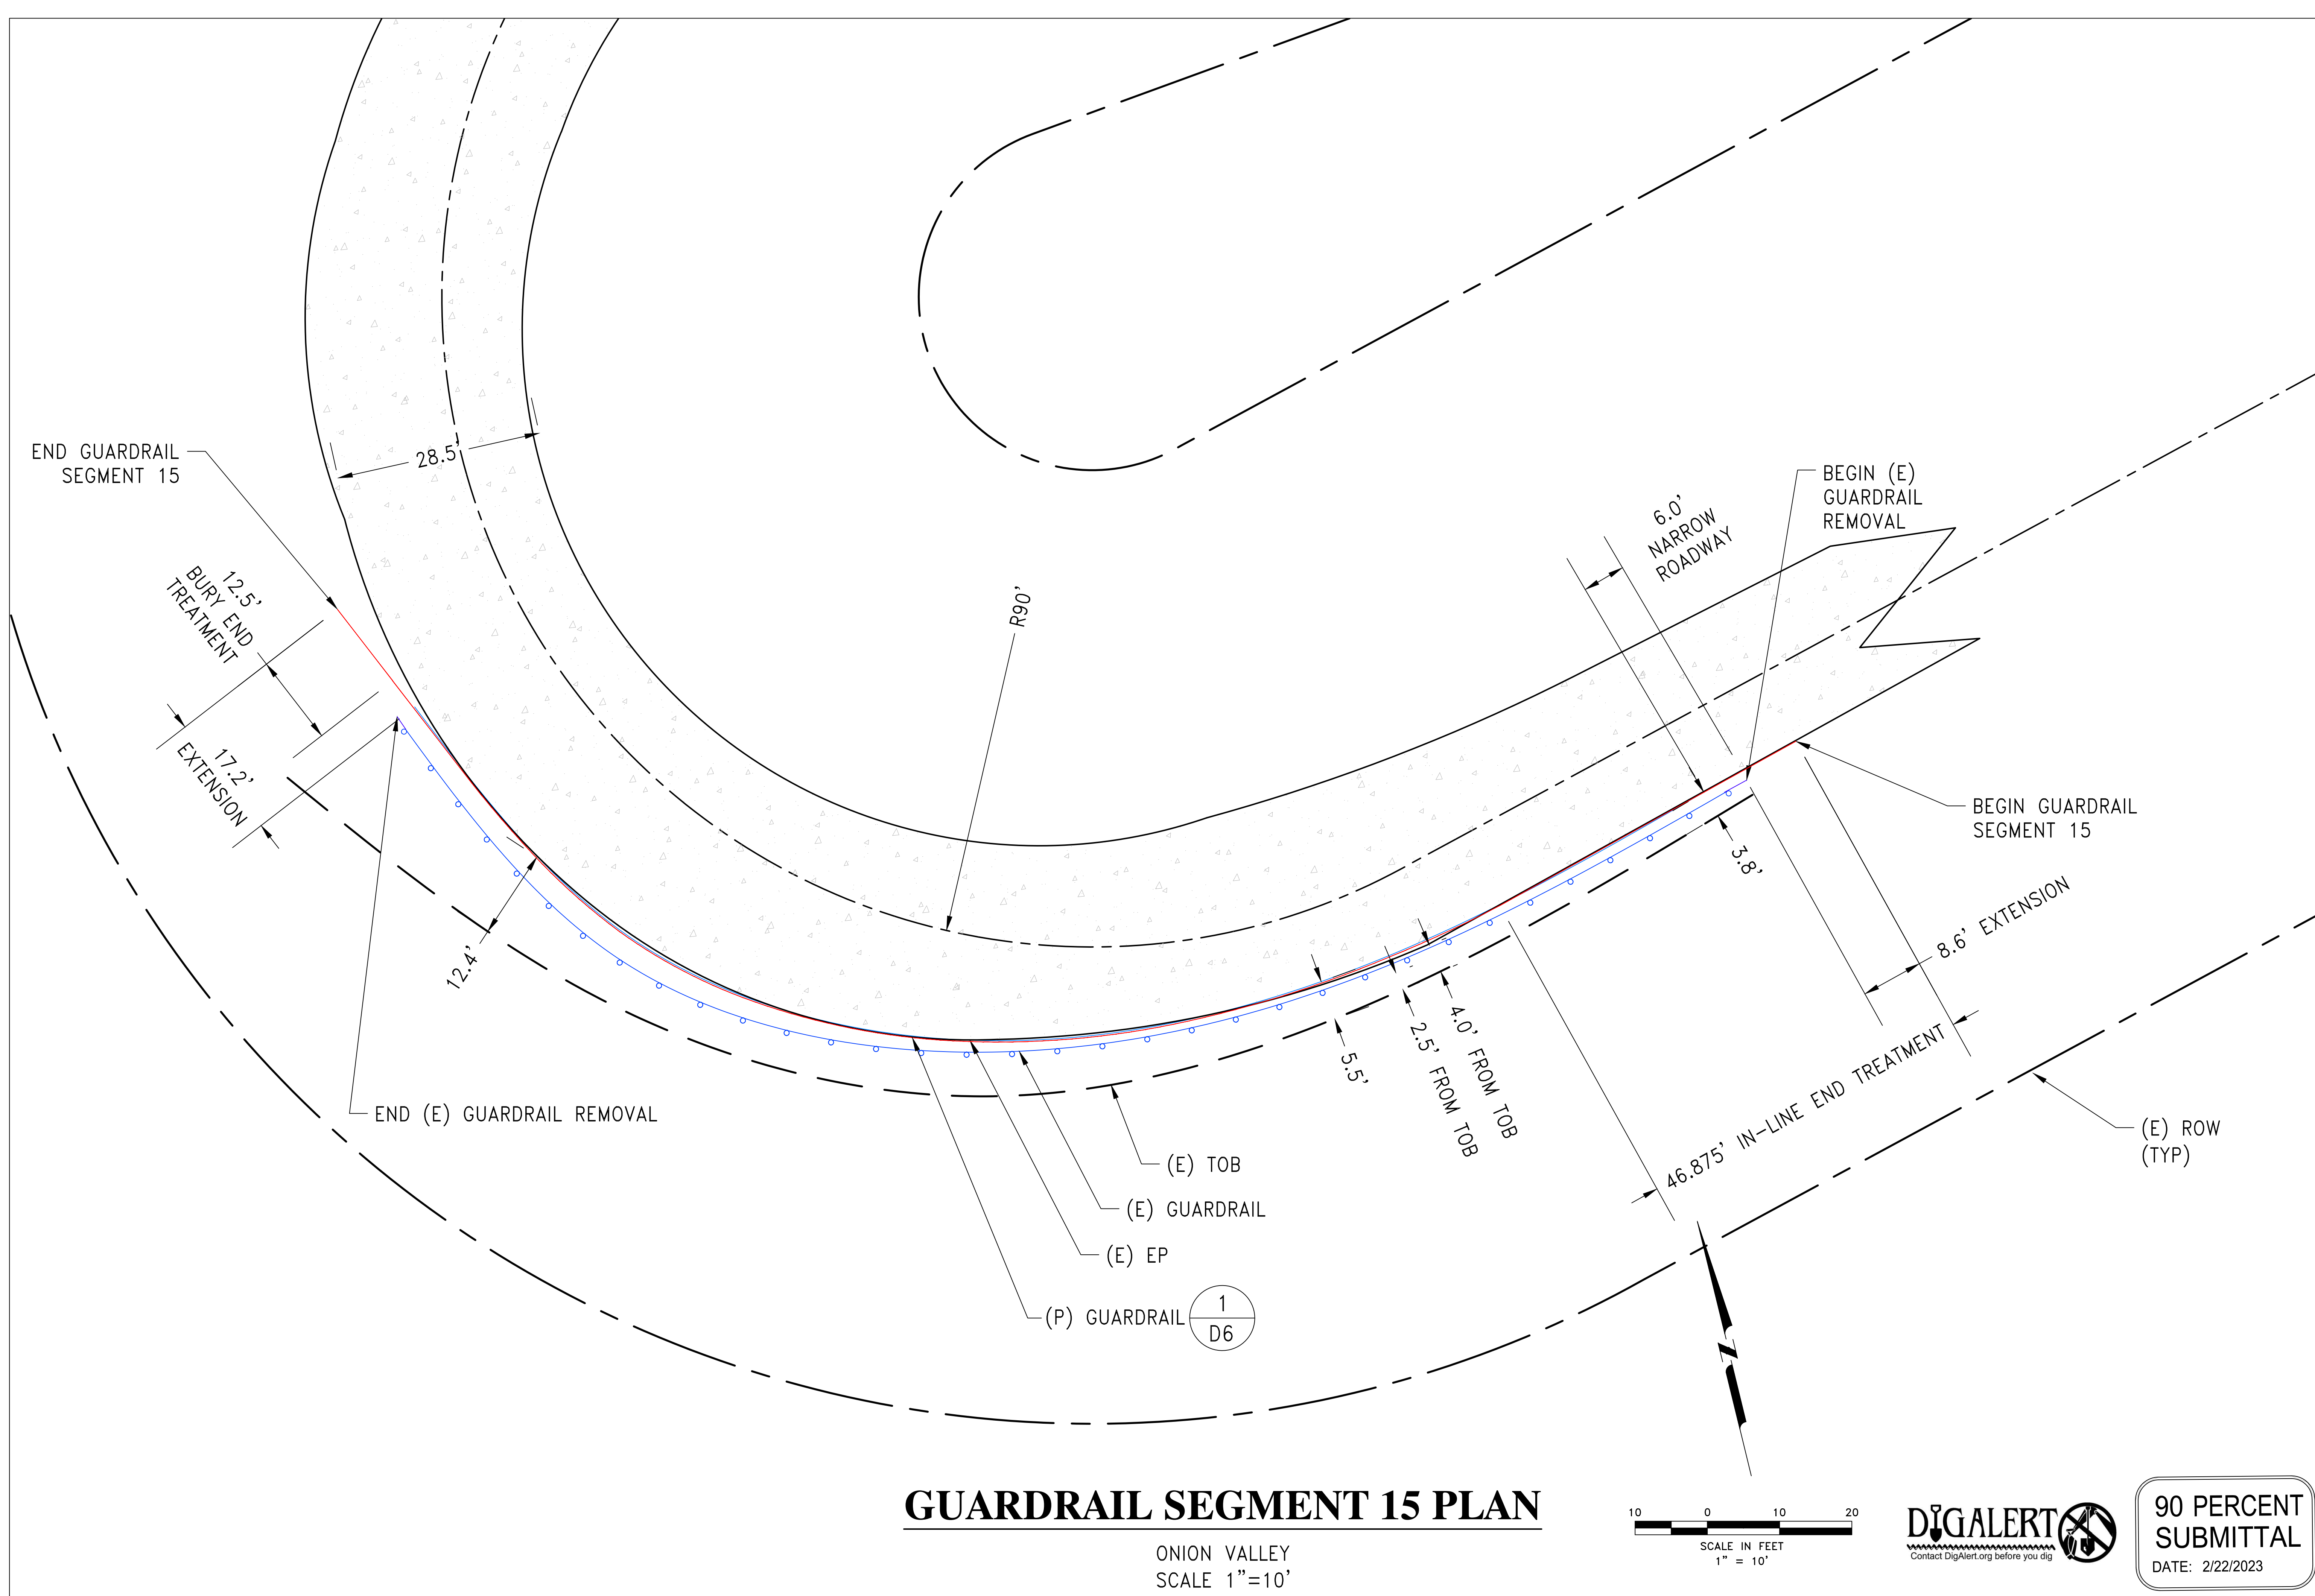 END GUARDRAIL
SEGMENT 15
28.5'
12.5'
BURY END
TREATMENT
17.2'
EXTENSION
12.4'
R90'
6.0'
NARROW
ROADWAY
BEGIN (E)
GUARDRAIL
REMOVAL
BEGIN GUARDRAIL
SEGMENT 15
3.8'
8.6' EXTENSION
46.875' IN-LINE END TREATMENT
4.0' FROM TOB
2.5' FROM TOB
5.5'
END (E) GUARDRAIL REMOVAL
(E) TOB
(E) GUARDRAIL
(E) EP
(P) GUARDRAIL
1
D6
(E) ROW
(TYP)
N
GUARDRAIL SEGMENT 15 PLAN
ONION VALLEY
SCALE 1"=10'
10 0 10 20
SCALE IN FEET
1" = 10'
DIGALERT
Contact DigAlert.org before you dig
90 PERCENT
SUBMITTAL
DATE: 2/22/2023